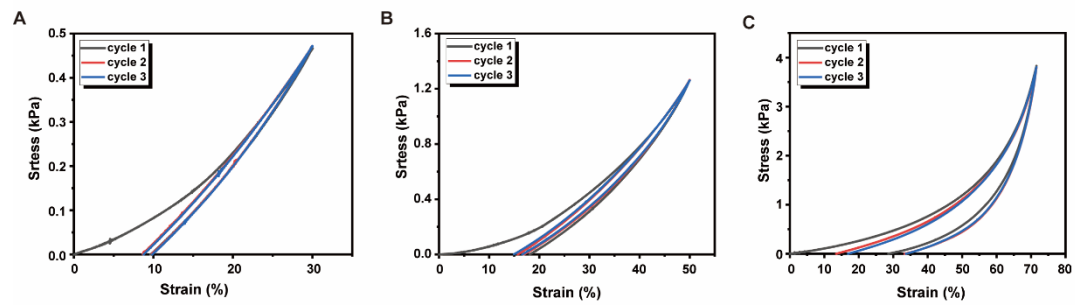 A
Srtess (kPa)
0.5
0.4
0.3
0.2
0.1
0.0
cycle 1
cycle 2
cycle 3
0
10
20
30
Strain (%)
B
Srtess (kPa)
1.6
1.2
0.8
0.4
0.0
cycle 1
cycle 2
cycle 3
0
10
20
30
40
50
Strain (%)
C
Stress (kPa)
4
3
2
1
0
cycle 1
cycle 2
cycle 3
0
10
20
30
40
50
60
70
80
Strain (%)